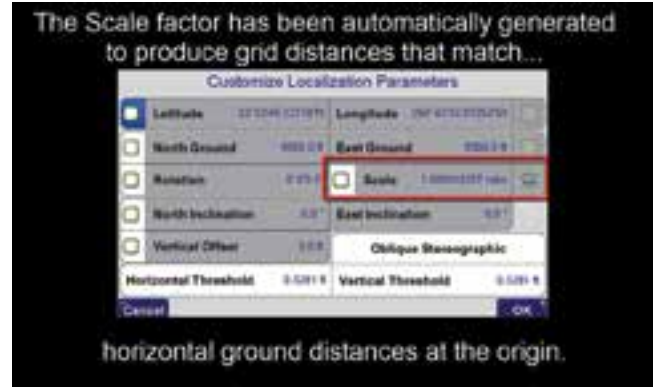 The Scale factor has been automatically generated
to produce grid distances that match...
Customize Localization Parameters
Latitude Longitude
North Ground East Ground
Rotation Scale
North Inclination East Inclination
Vertical Offset Oblique Stereographic
Horizontal Threshold Vertical Threshold
Cancel OK
horizontal ground distances at the origin.